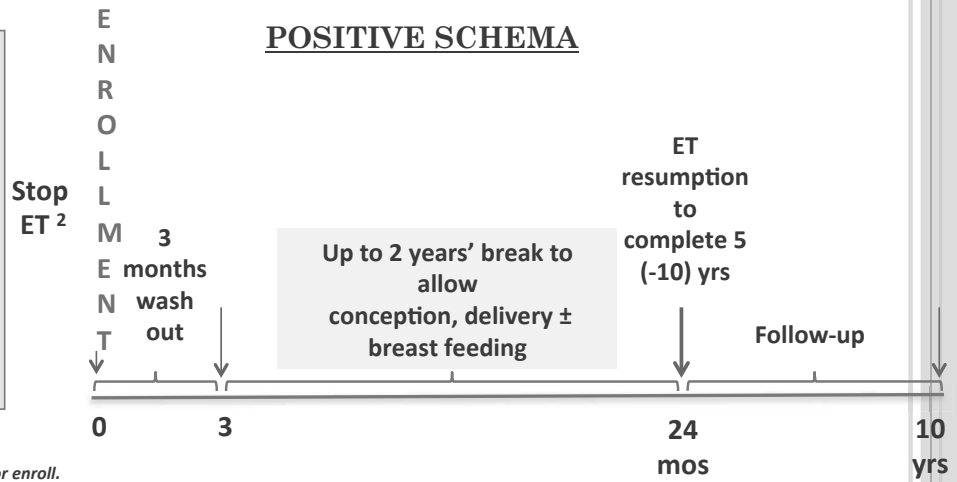 POSITIVE SCHEMA
ENROLLMENT
Stop
ET 2
3
months
wash
out
Up to 2 years' break to
allow
conception, delivery ±
breast feeding
ET
resumption
to
complete 5
(-10) yrs
Follow-up
0
3
24
mos
10
yrs
r enroll.